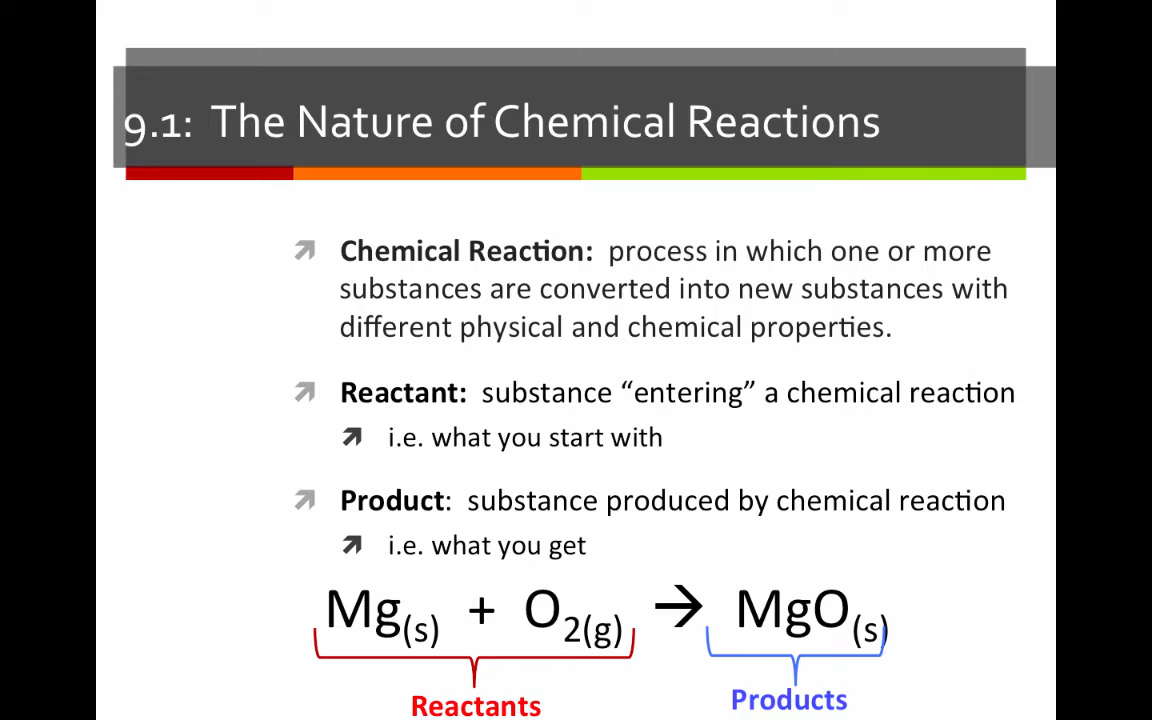 9.1: The Nature of Chemical Reactions
Chemical Reaction: process in which one or more
substances are converted into new substances with
different physical and chemical properties.
Reactant: substance “entering” a chemical reaction
i.e. what you start with
Product: substance produced by chemical reaction
i.e. what you get
Mg(s) + O2(g) → MgO(s)
Reactants Products